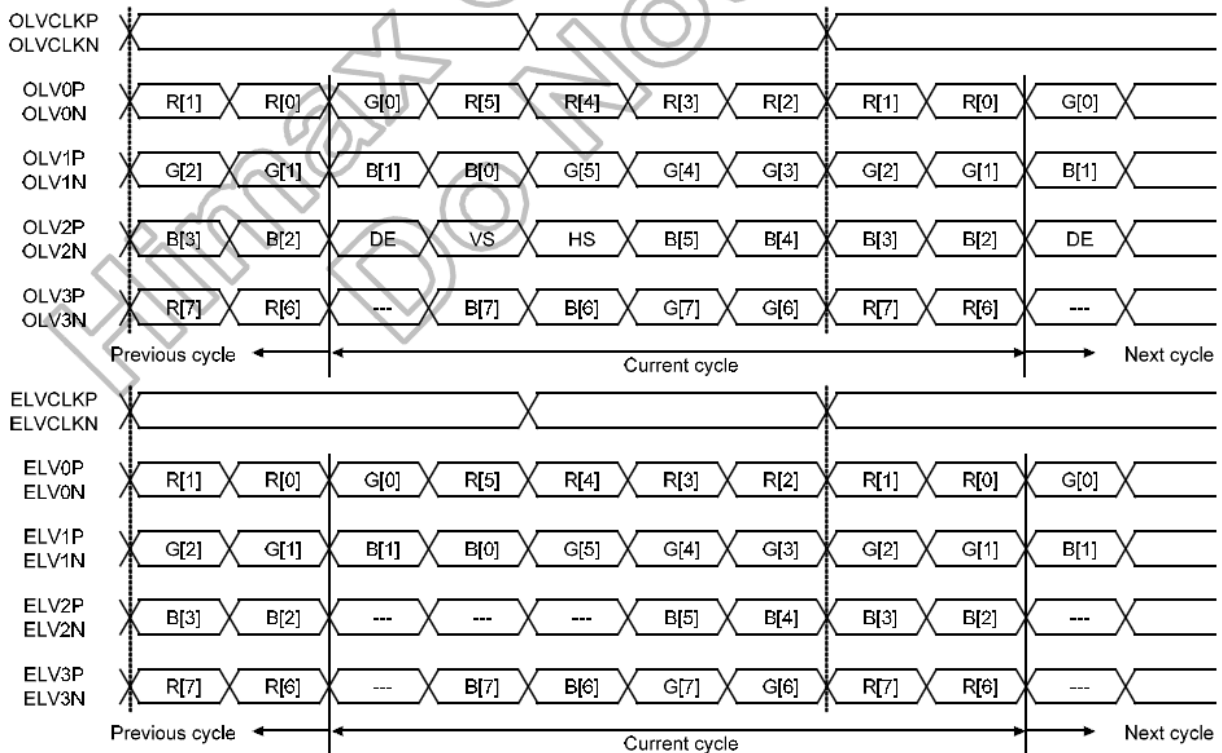 OLVCLKP
OLVCLKN
OLV0P
OLV0N
R[1] R[0] G[0] R[5] R[4] R[3] R[2] R[1] R[0] G[0]
OLV1P
OLV1N
G[2] G[1] B[1] B[0] G[5] G[4] G[3] G[2] G[1] B[1]
OLV2P
OLV2N
B[3] B[2] DE VS HS B[5] B[4] B[3] B[2] DE
OLV3P
OLV3N
R[7] R[6] --- B[7] B[6] G[7] G[6] R[7] R[6] ---
Previous cycle Current cycle Next cycle
ELVCLKP
ELVCLKN
ELV0P
ELV0N
R[1] R[0] G[0] R[5] R[4] R[3] R[2] R[1] R[0] G[0]
ELV1P
ELV1N
G[2] G[1] B[1] B[0] G[5] G[4] G[3] G[2] G[1] B[1]
ELV2P
ELV2N
B[3] B[2] --- --- --- B[5] B[4] B[3] B[2] ---
ELV3P
ELV3N
R[7] R[6] --- B[7] B[6] G[7] G[6] R[7] R[6] ---
Previous cycle Current cycle Next cycle
Himax
Do No